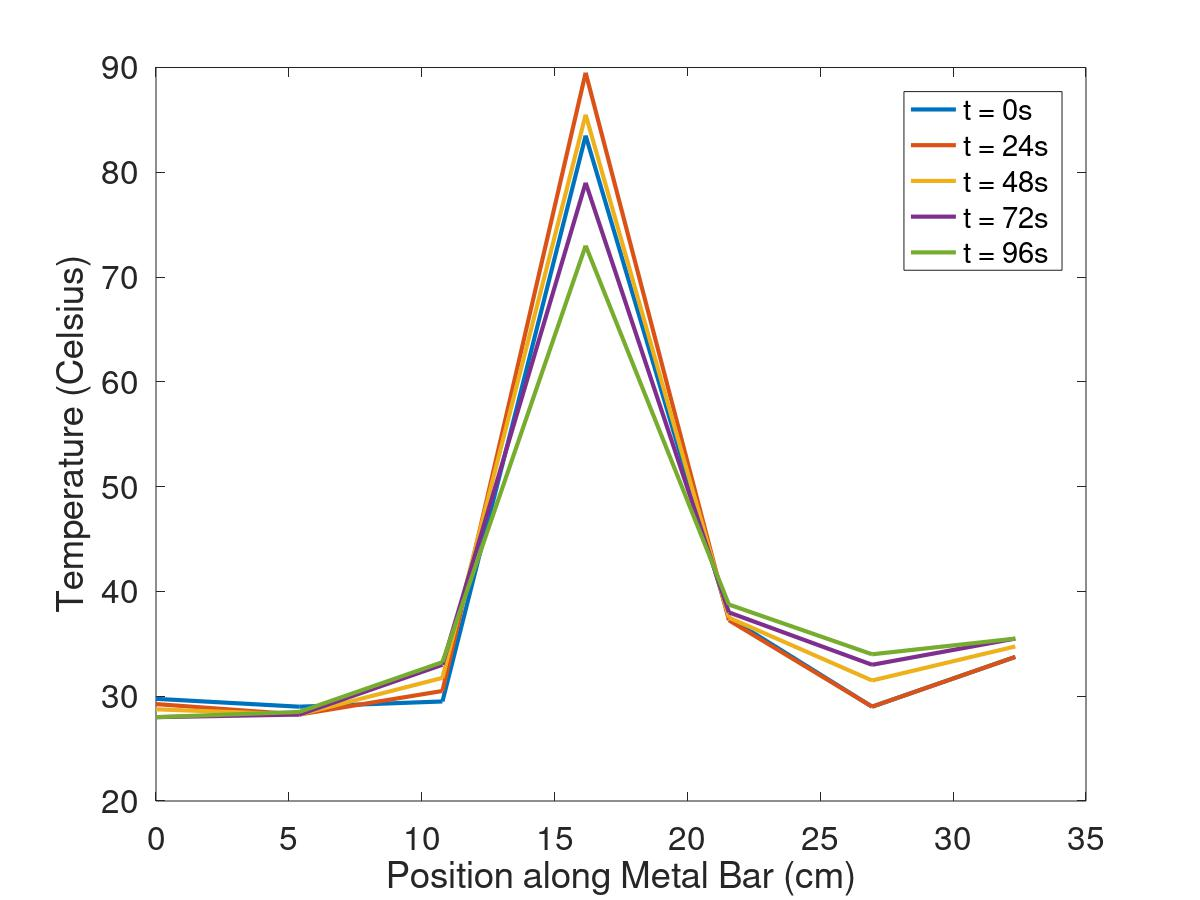 90
80
70
60
50
40
30
20
0
5
10
15
20
25
30
35
Temperature (Celsius)
Position along Metal Bar (cm)
t = 0s
t = 24s
t = 48s
t = 72s
t = 96s